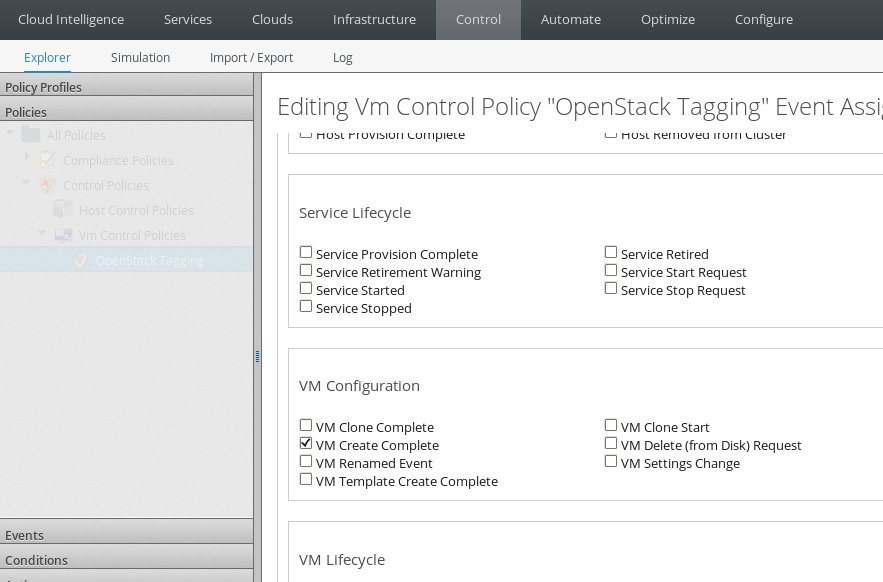 Cloud Intelligence Services Clouds Infrastructure Control Automate Optimize Configure
Explorer Simulation Import / Export Log
Policy Profiles
Policies
All Policies
Compliance Policies
Control Policies
Host Control Policies
Vm Control Policies
OpenStack Tagging
Events
Conditions
Editing Vm Control Policy "OpenStack Tagging" Event Assig
Host Provision Complete Host Removed from Cluster
Service Lifecycle
Service Provision Complete Service Retired
Service Retirement Warning Service Start Request
Service Started Service Stop Request
Service Stopped
VM Configuration
VM Clone Complete VM Clone Start
VM Create Complete VM Delete (from Disk) Request
VM Renamed Event VM Settings Change
VM Template Create Complete
VM Lifecycle